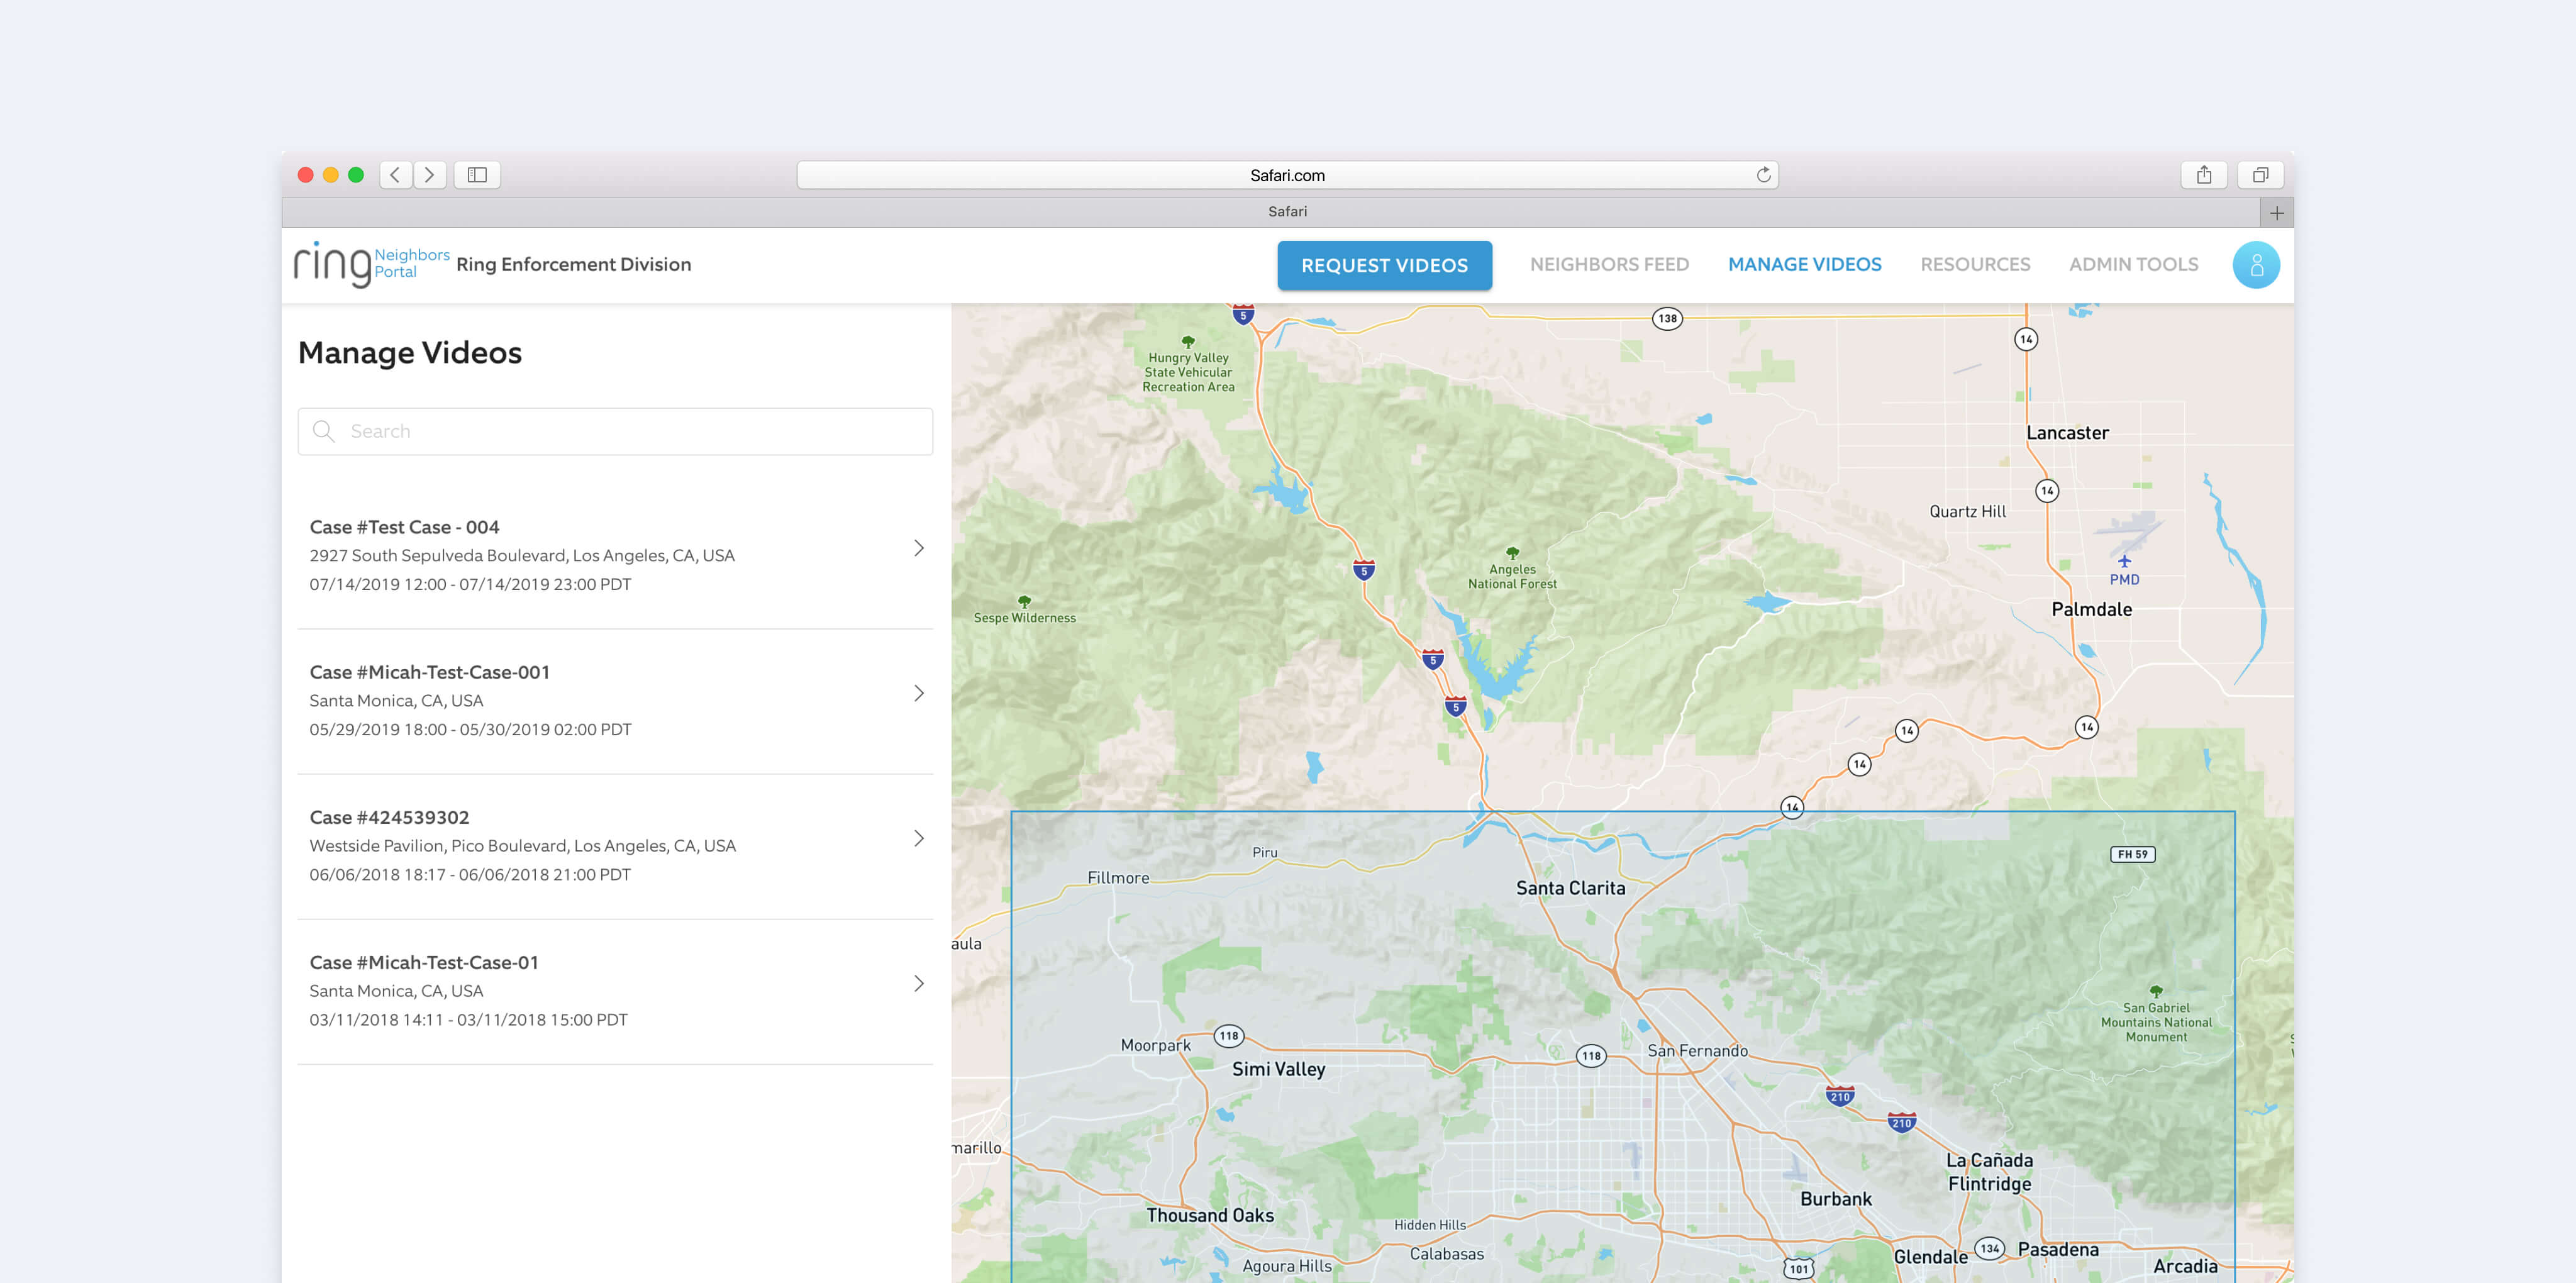 Safari.com
Safari
ring Neighbors Portal Ring Enforcement Division
REQUEST VIDEOS
NEIGHBORS FEED
MANAGE VIDEOS
RESOURCES
ADMIN TOOLS
Manage Videos
Search
Case #Test Case - 004
2927 South Sepulveda Boulevard, Los Angeles, CA, USA
07/14/2019 12:00 - 07/14/2019 23:00 PDT
Case #Micah-Test-Case-001
Santa Monica, CA, USA
05/29/2019 18:00 - 05/30/2019 02:00 PDT
Case #424539302
Westside Pavilion, Pico Boulevard, Los Angeles, CA, USA
06/06/2018 18:17 - 06/06/2018 21:00 PDT
Case #Micah-Test-Case-01
Santa Monica, CA, USA
03/11/2018 14:11 - 03/11/2018 15:00 PDT
5
138
14
Hungry Valley
State Vehicular
Recreation Area
Lancaster
14
Quartz Hill
5
Angeles
National Forest
PMD
Sespe Wilderness
Palmdale
5
5
14
14
14
14
Piru
FH 59
Fillmore
Santa Clarita
aula
San Gabriel
Mountains National
Monument
118
Moorpark
118
San Fernando
Simi Valley
210
210
marillo
La Cañada
Flintridge
Burbank
Thousand Oaks
Hidden Hills
Calabasas
Glendale
134
Pasadena
Agoura Hills
101
Arcadia